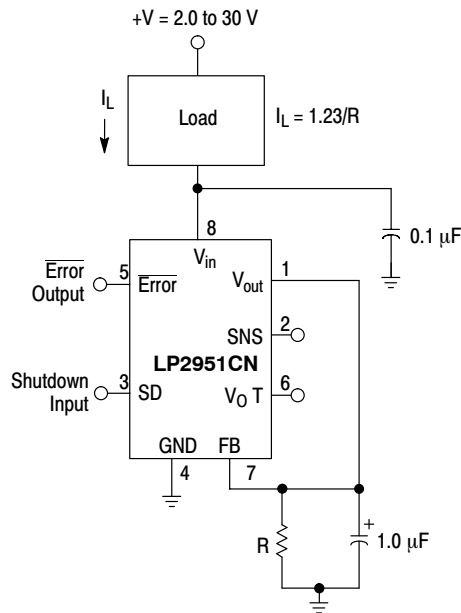 +V = 2.0 to 30 V
I_L
Load
I_L = 1.23/R
0.1 µF
8
V_in
Error
Output
5
Error
V_out
1
SNS
2
LP2951CN
Shutdown
Input
3
SD
V_O T
6
GND
FB
4
7
R
+
1.0 µF